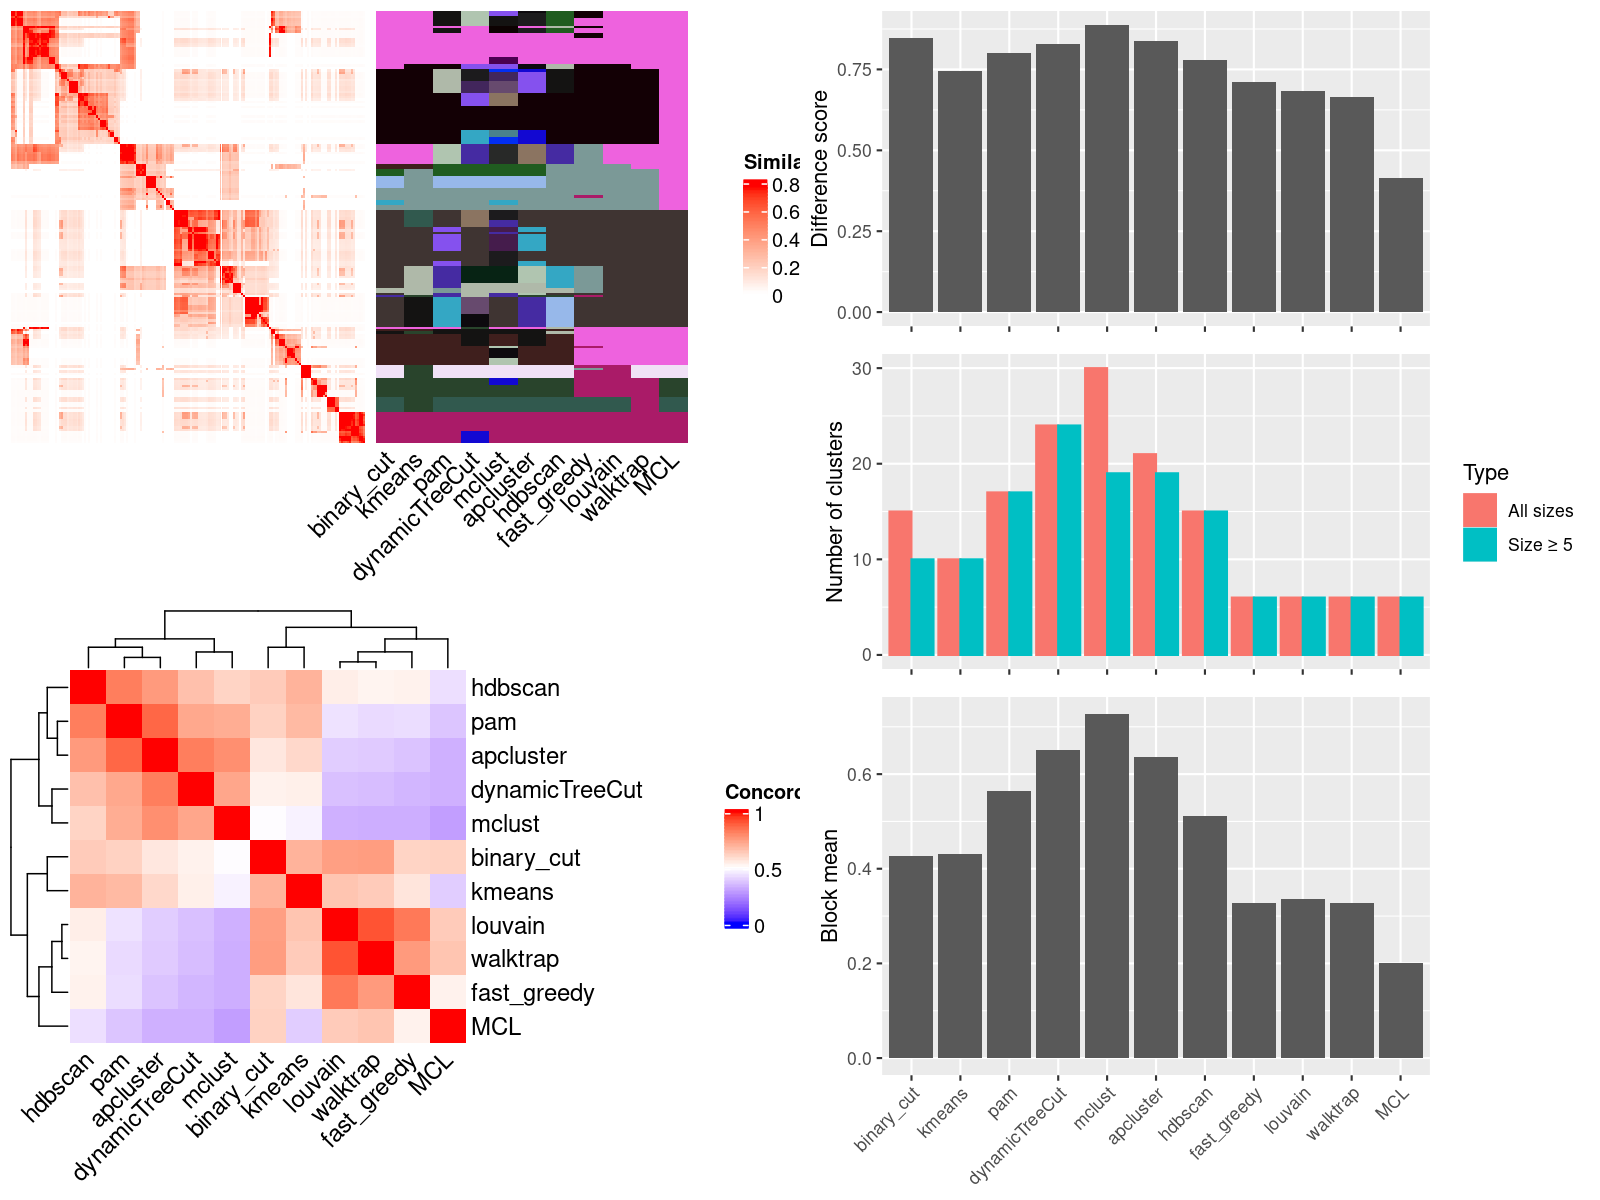 Simila
0.8
0.6
0.4
0.2
0
binary_cut
kmeans
pam
dynamicTreeCut
mclust
apcluster
hdbscan
fast_greedy
louvain
walktrap
MCL
hdbscan
pam
apcluster
dynamicTreeCut
mclust
binary_cut
kmeans
louvain
walktrap
fast_greedy
MCL
hdbscan
pam
apcluster
dynamicTreeCut
mclust
binary_cut
kmeans
louvain
walktrap
fast_greedy
MCL
Concord
1
0.5
0
Difference score
0.75
0.50
0.25
0.00
Number of clusters
30
20
10
0
Type
All sizes
Size ≥ 5
Block mean
0.6
0.4
0.2
0.0
binary_cut
kmeans
pam
dynamicTreeCut
mclust
apcluster
hdbscan
fast_greedy
louvain
walktrap
MCL